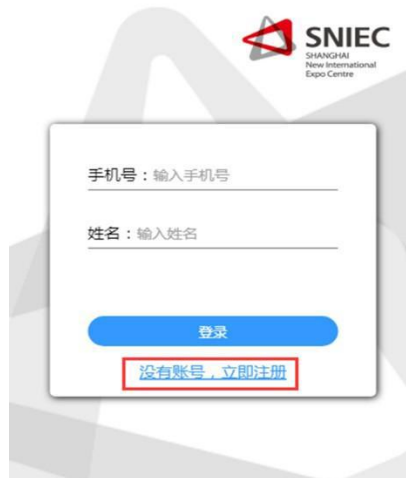 SNIEC
SHANGHAI
New International
Expo Centre
手机号：输入手机号
姓名：输入姓名
登录
没有账号，立即注册